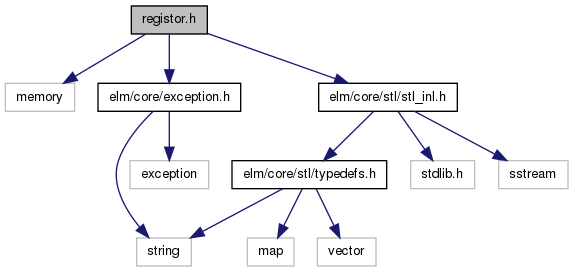 registor.h
memory
elm/core/exception.h
elm/core/stl/stl_inl.h
exception
elm/core/stl/typedefs.h
stdlib.h
sstream
string
map
vector